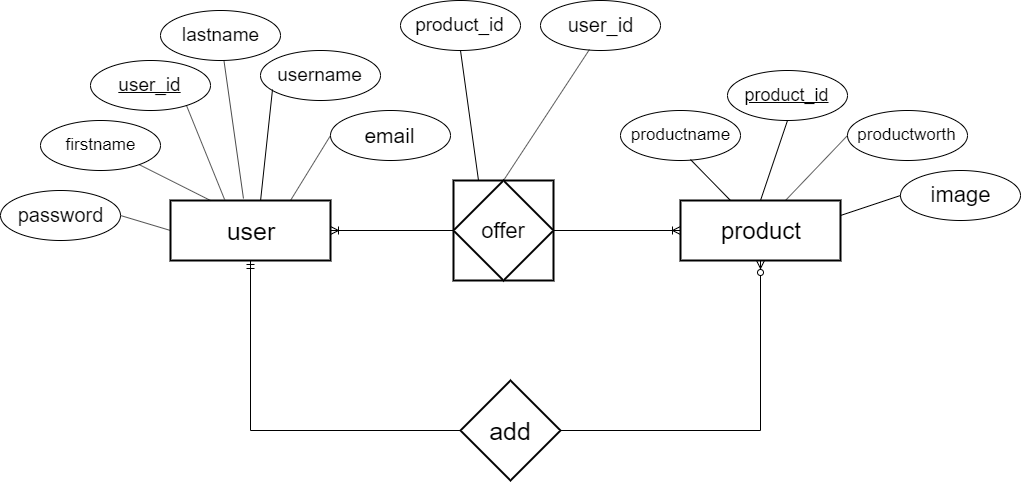 product_id
user_id
lastname
username
user_id
product_id
email
productname
productworth
firstname
image
password
user
offer
product
add